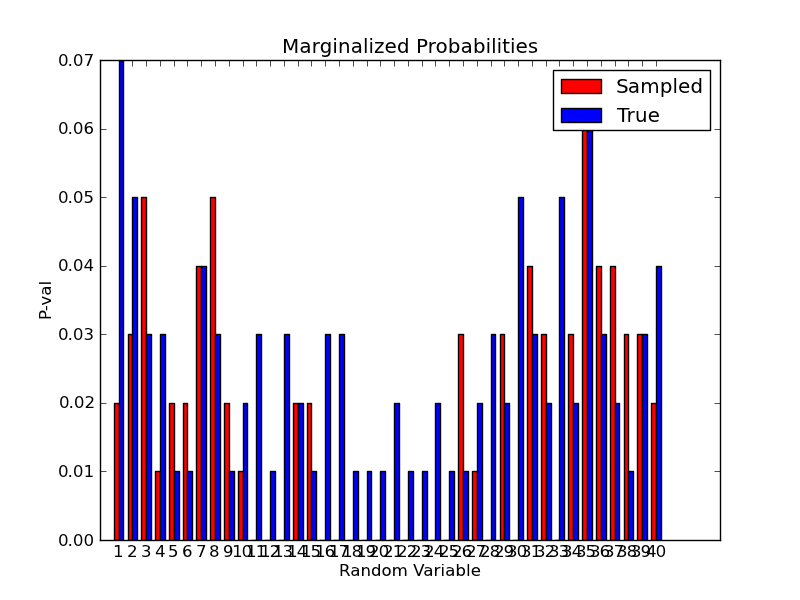 Marginalized Probabilities
Sampled
True
0.07
0.06
0.05
0.04
0.03
0.02
0.01
0.00
P-val
1 2 3 4 5 6 7 8 9 10 11 12 13 14 15 16 17 18 19 20 21 22 23 24 25 26 27 28 29 30 31 32 33 34 35 36 37 38 39 40
Random Variable